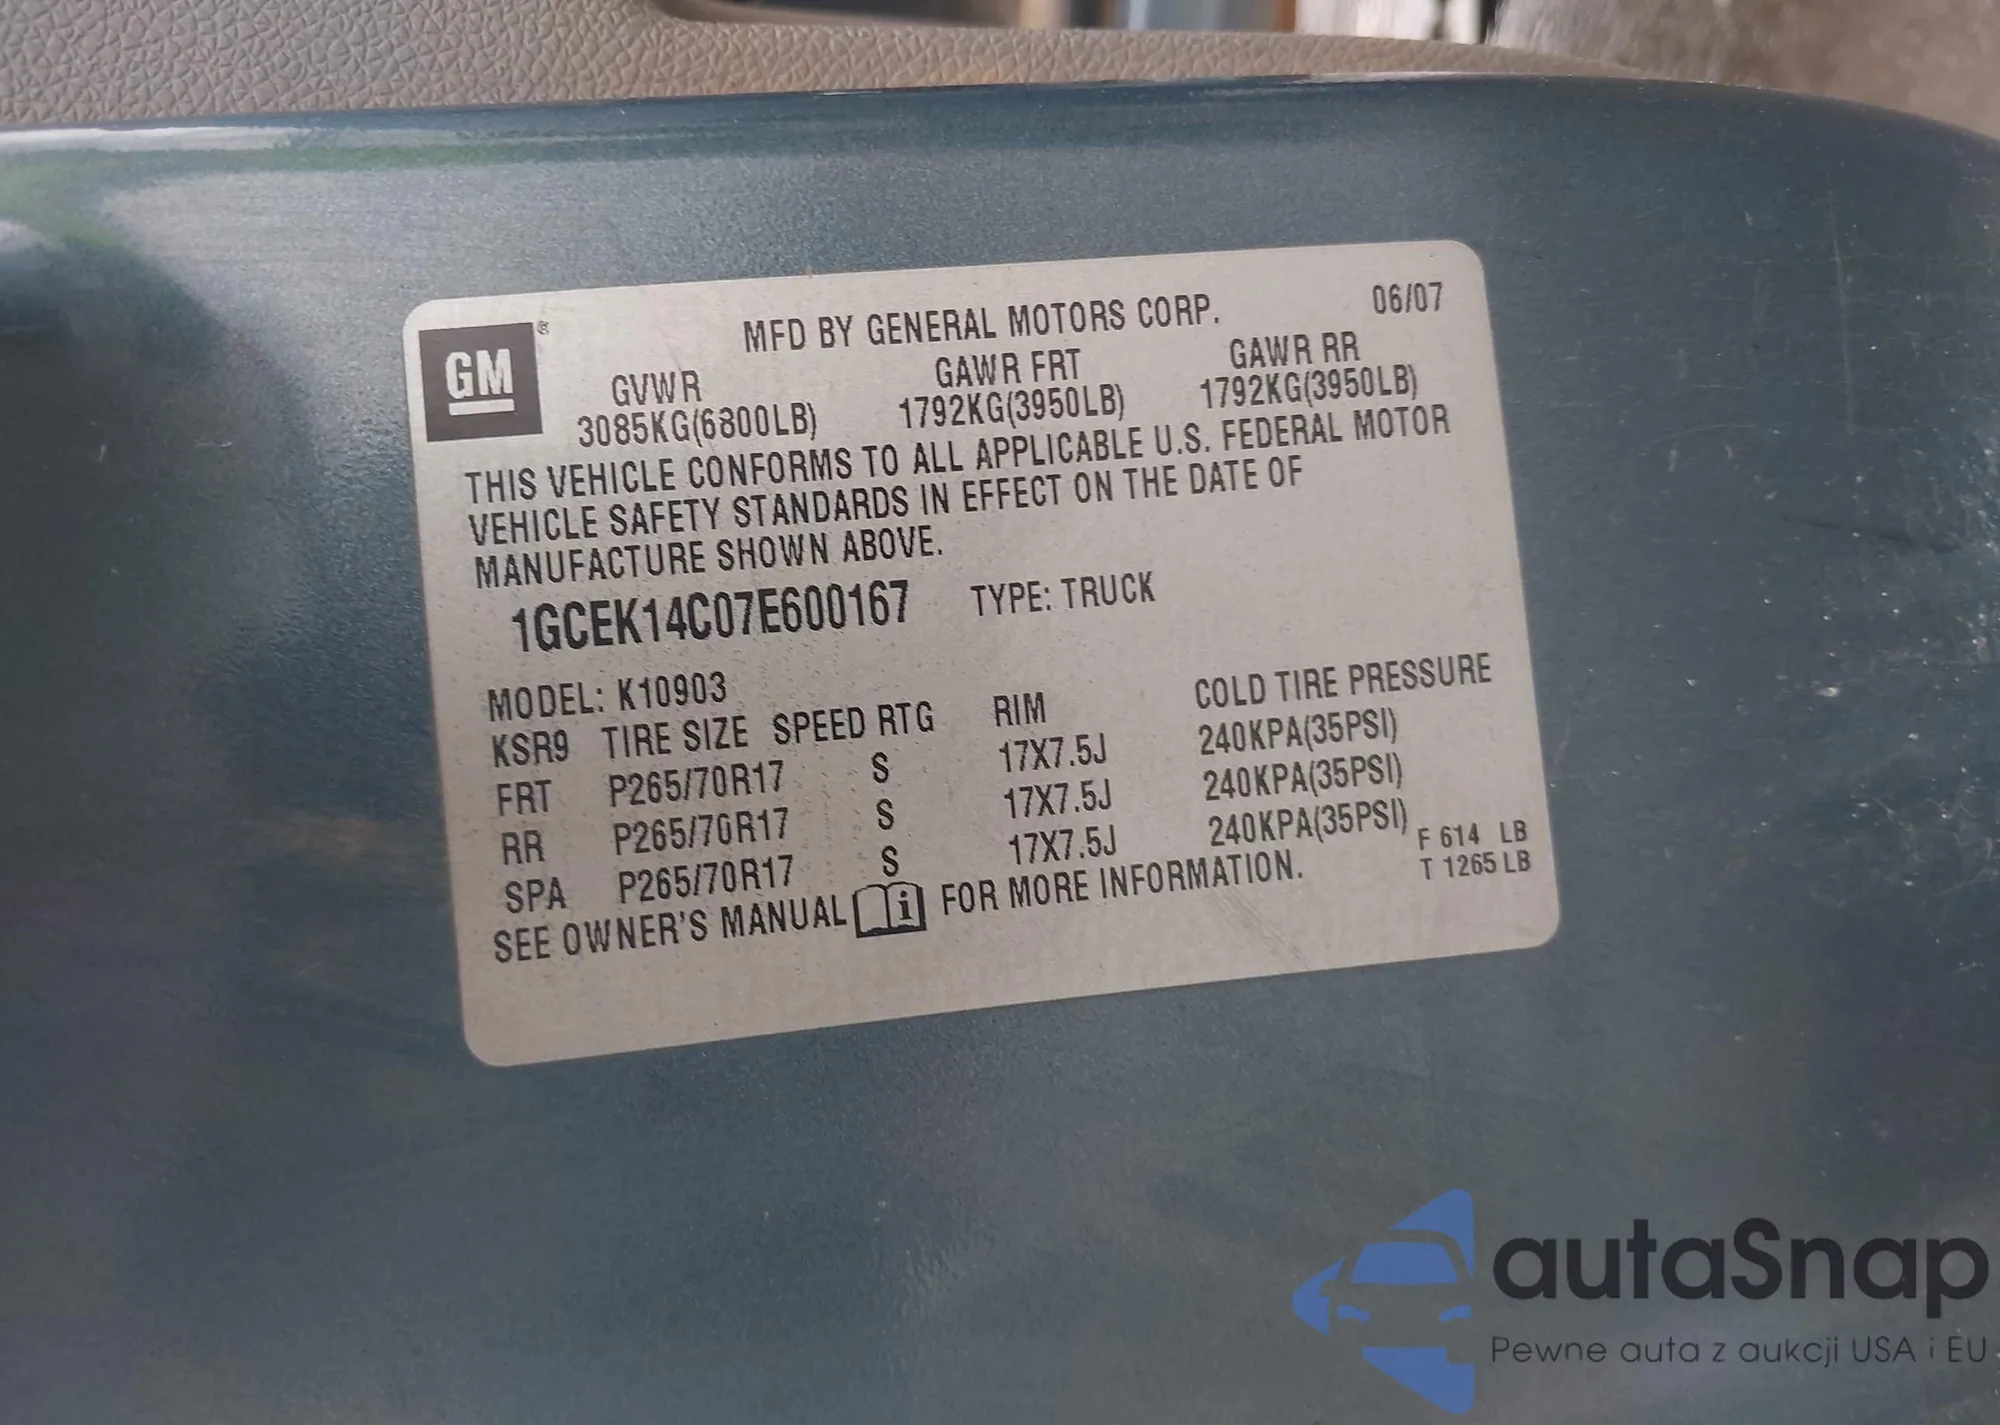 GM ®
MFD BY GENERAL MOTORS CORP. 06/07
GVWR GAWR FRT GAWR RR
3085KG(6800LB) 1792KG(3950LB) 1792KG(3950LB)
THIS VEHICLE CONFORMS TO ALL APPLICABLE U.S. FEDERAL MOTOR
VEHICLE SAFETY STANDARDS IN EFFECT ON THE DATE OF
MANUFACTURE SHOWN ABOVE.
1GCEK14C07E600167 TYPE: TRUCK
MODEL: K10903
KSR9 TIRE SIZE SPEED RTG RIM COLD TIRE PRESSURE
FRT P265/70R17 S 17X7.5J 240KPA(35PSI)
RR P265/70R17 S 17X7.5J 240KPA(35PSI)
SPA P265/70R17 S 17X7.5J 240KPA(35PSI)
F 614 LB
T 1265 LB
SEE OWNER'S MANUAL i FOR MORE INFORMATION.
autaSnap
Pewne auta z aukcji USA i EU